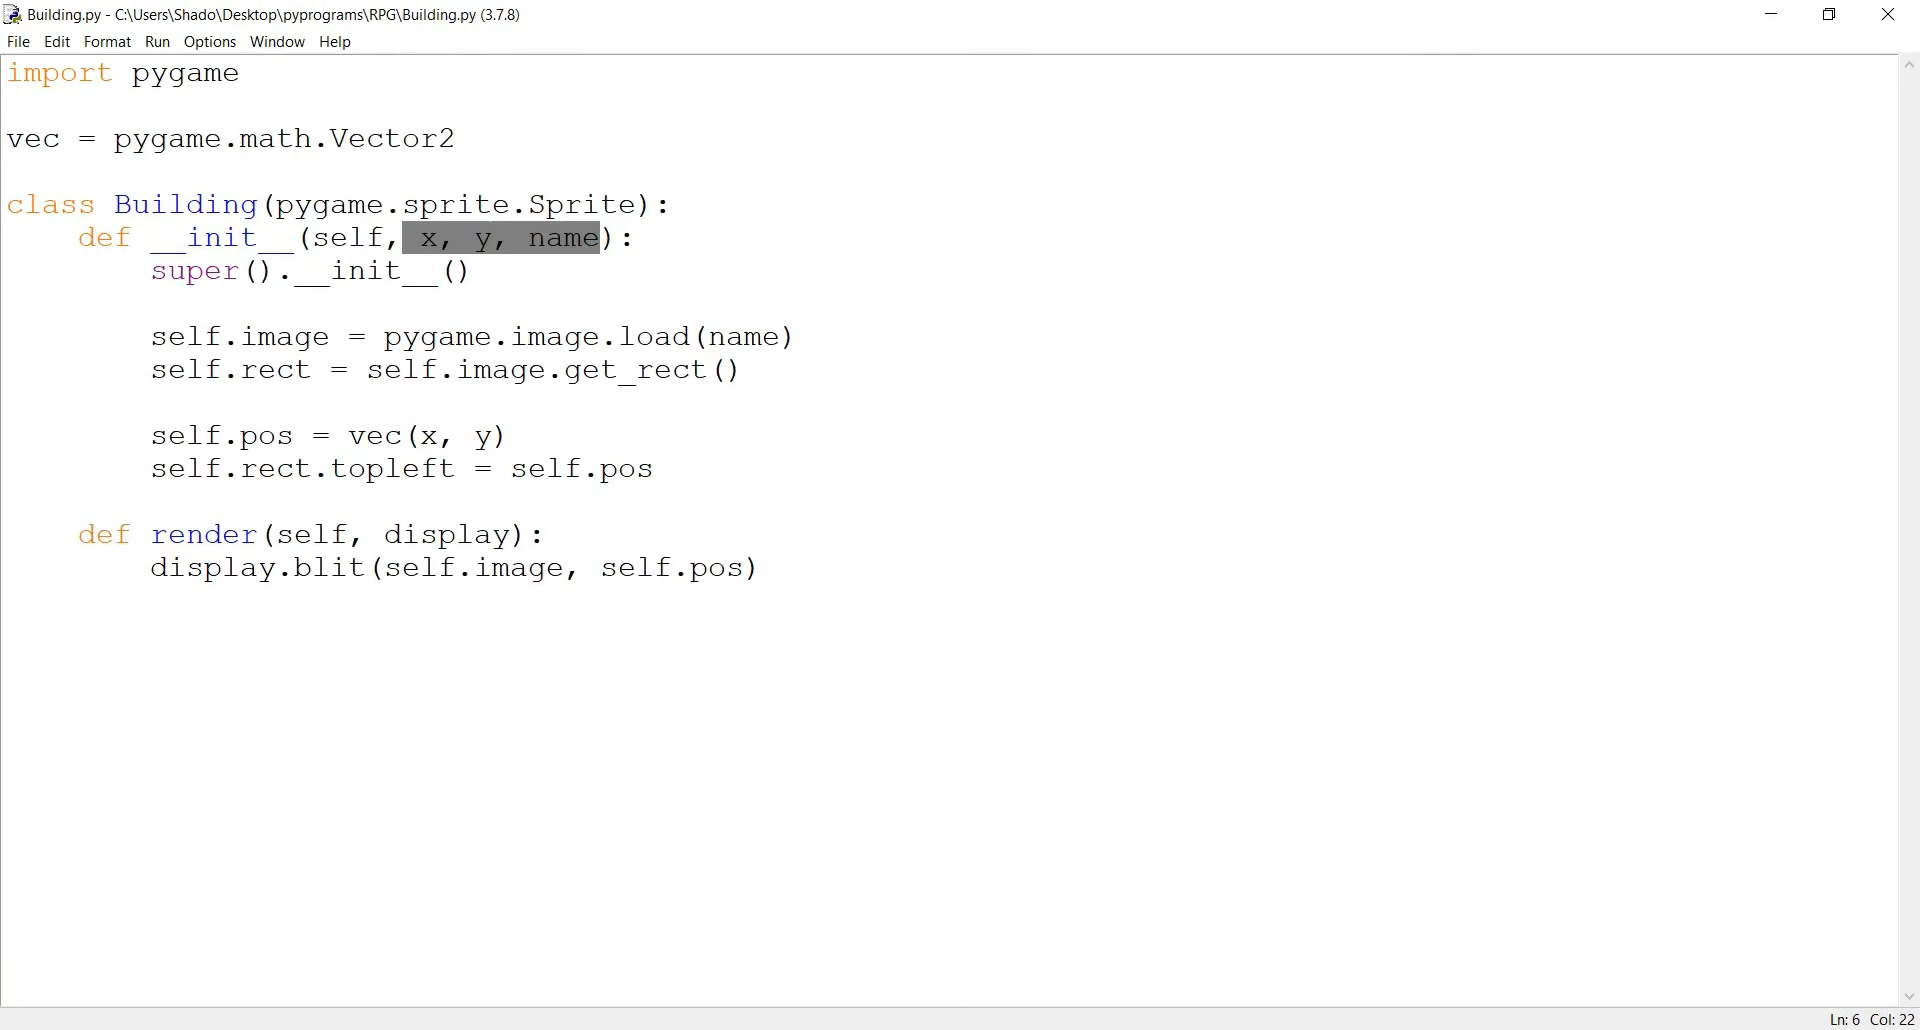 Building.py - C:\Users\Shado\Desktop\pyprograms\RPG\Building.py (3.7.8)
File Edit Format Run Options Window Help
import pygame
vec = pygame.math.Vector2
class Building(pygame.sprite.Sprite):
    def __init__(self, x, y, name):
        super().__init__()
        self.image = pygame.image.load(name)
        self.rect = self.image.get_rect()
        self.pos = vec(x, y)
        self.rect.topleft = self.pos
    def render(self, display):
        display.blit(self.image, self.pos)
Ln: 6 Col: 22